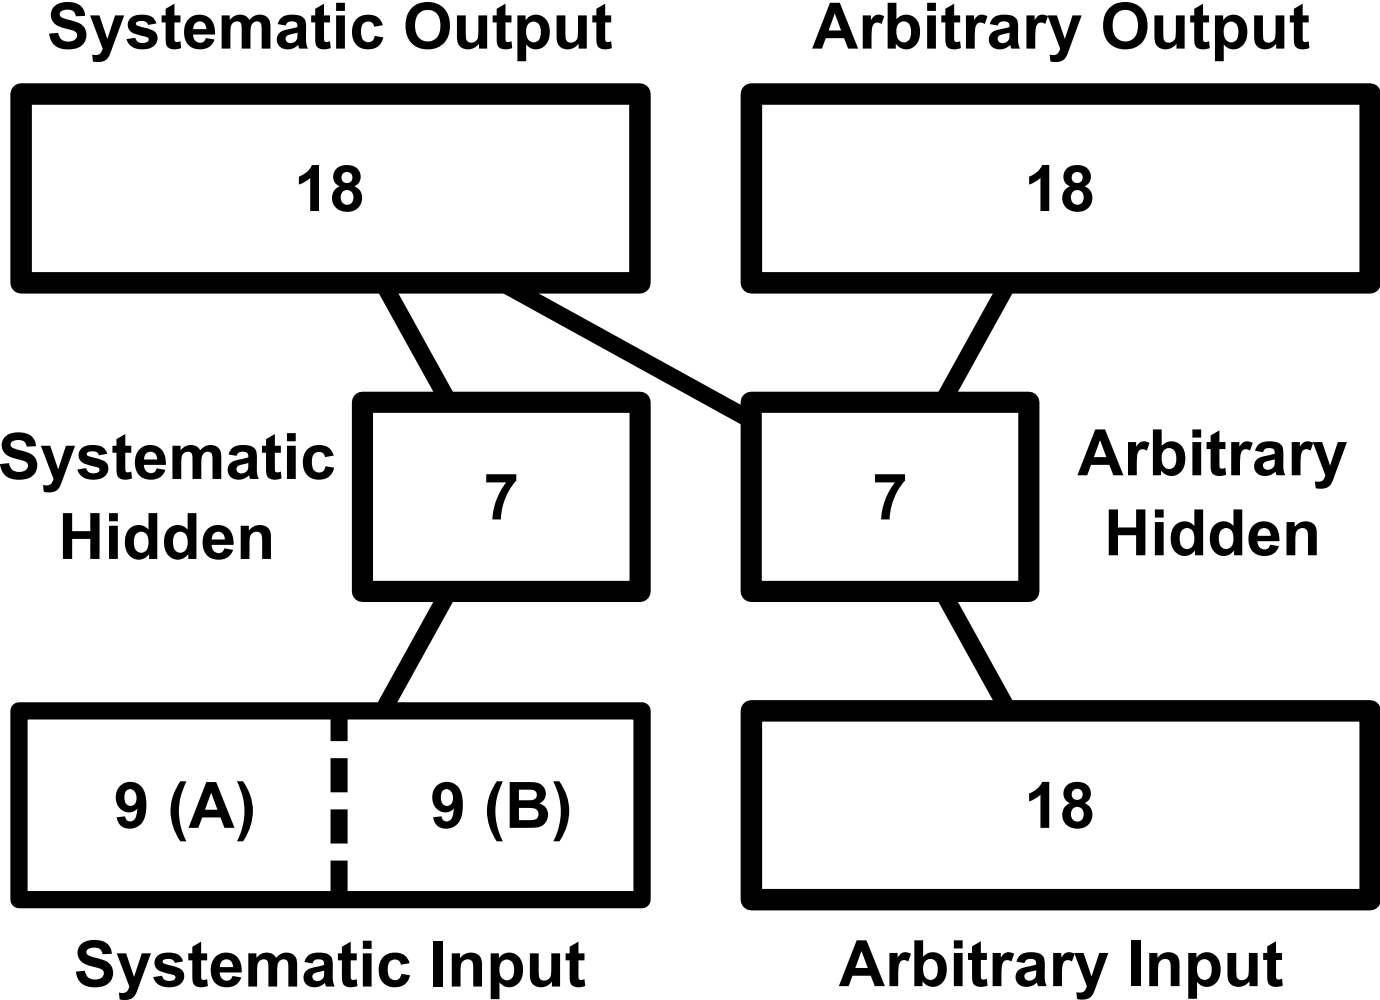 Systematic Output
Arbitrary Output
18
18
Systematic
Hidden
7
7
Arbitrary
Hidden
9 (A)
9 (B)
18
Systematic Input
Arbitrary Input